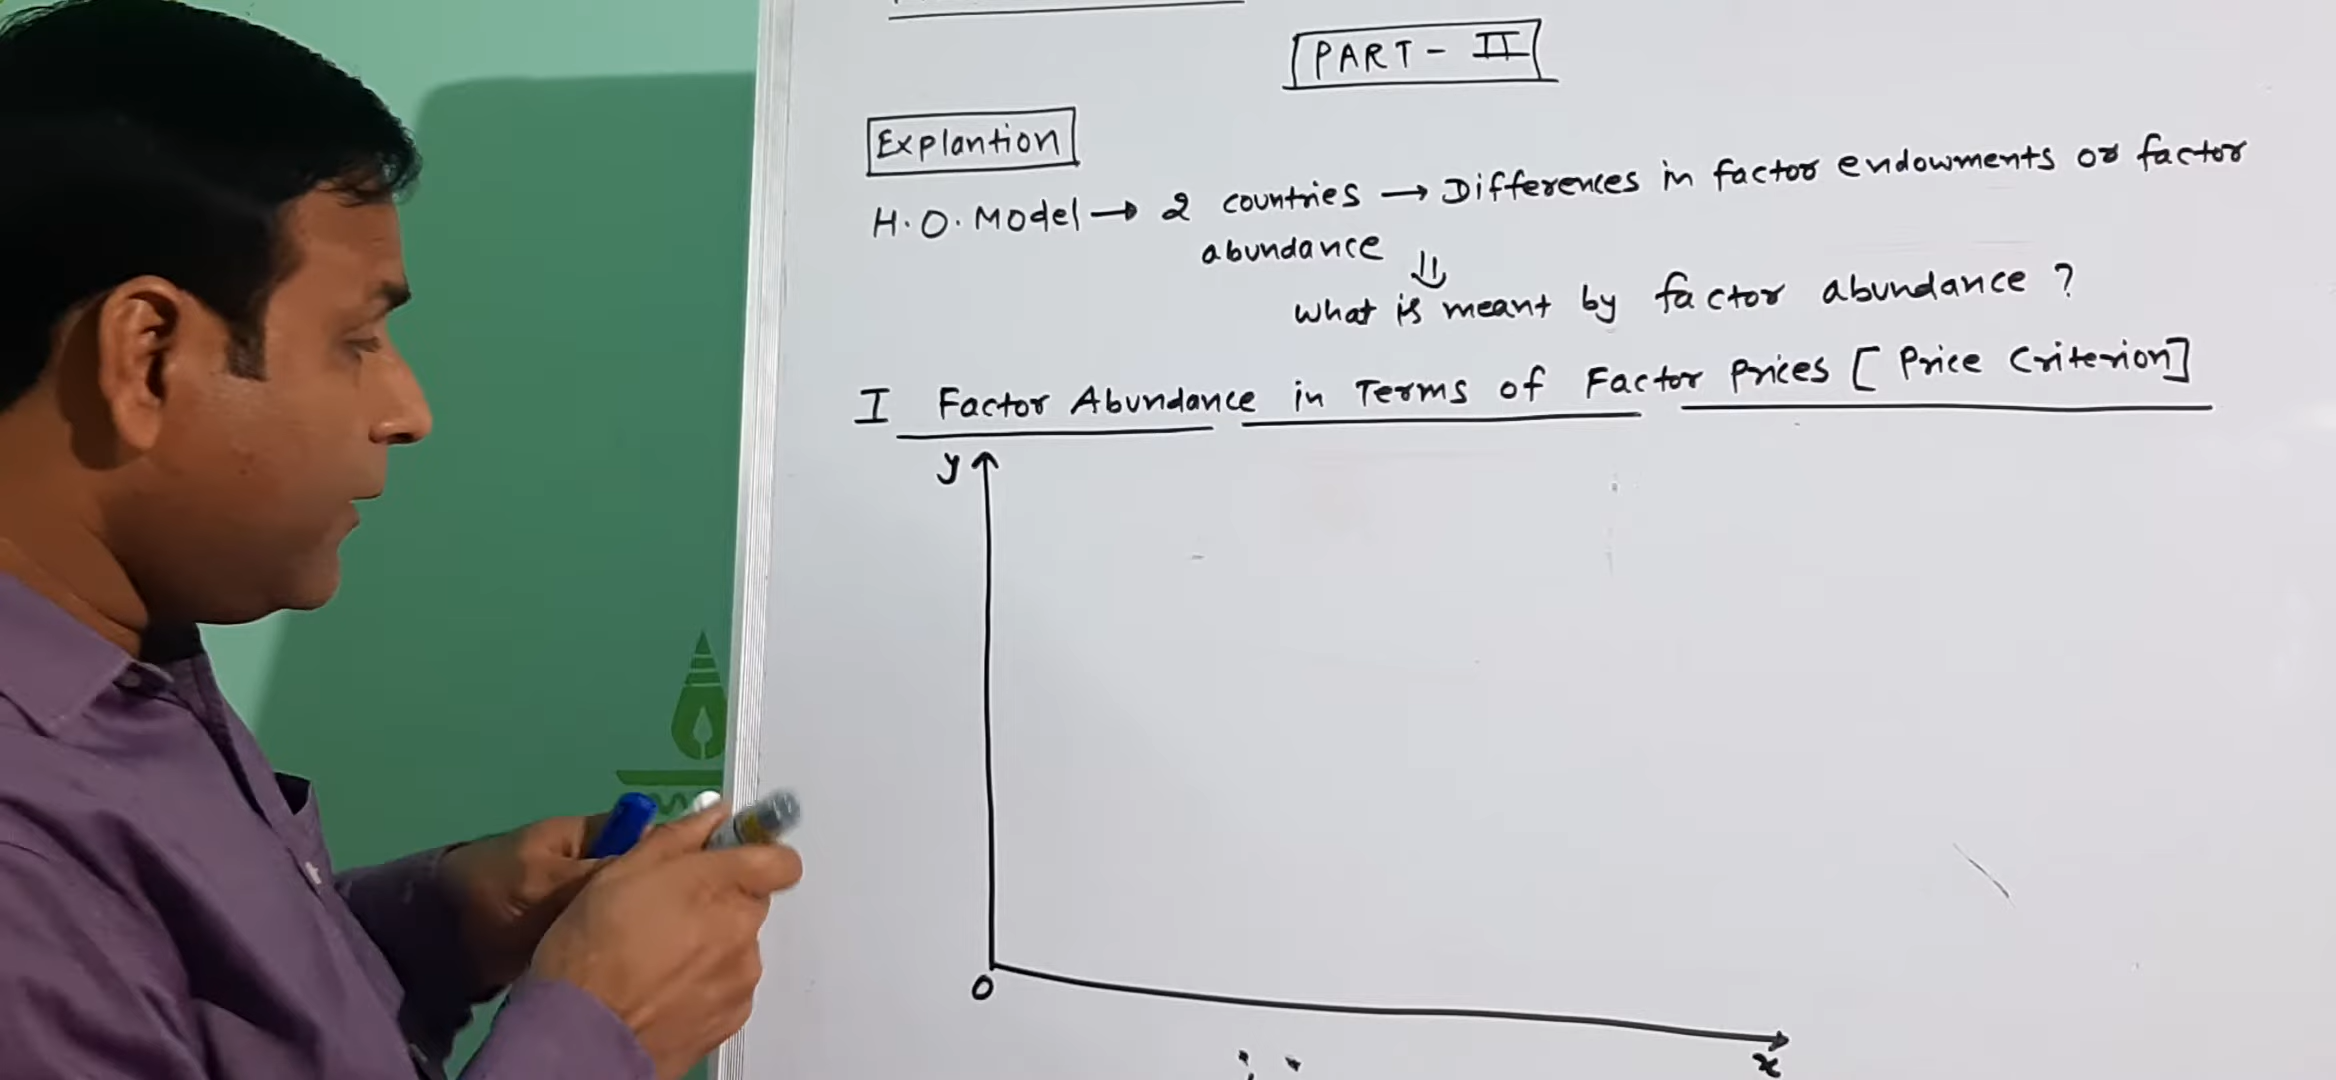 PART - II
Explantion
H.O. Model → 2 countries → Differences in factor endowments or factor
abundance ⇓
What is meant by factor abundance ?
I Factor Abundance in Terms of Factor Prices [ Price Criterion]
y
O
x